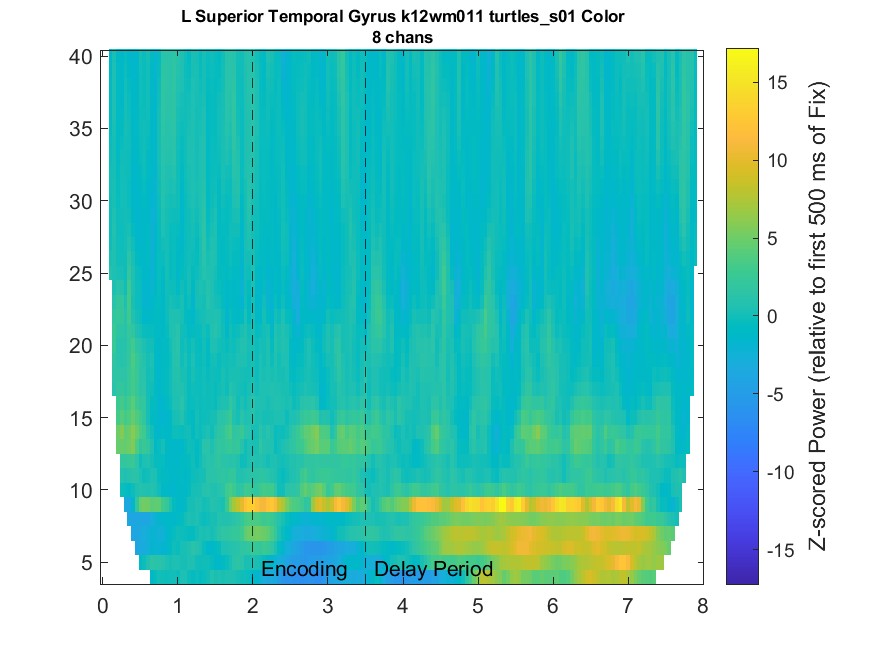 L Superior Temporal Gyrus k12wm011 turtles_s01 Color
8 chans
40
35
30
25
20
15
10
5
Encoding
Delay Period
0 1 2 3 4 5 6 7 8
15
10
5
0
-5
-10
-15
Z-scored Power (relative to first 500 ms of Fix)